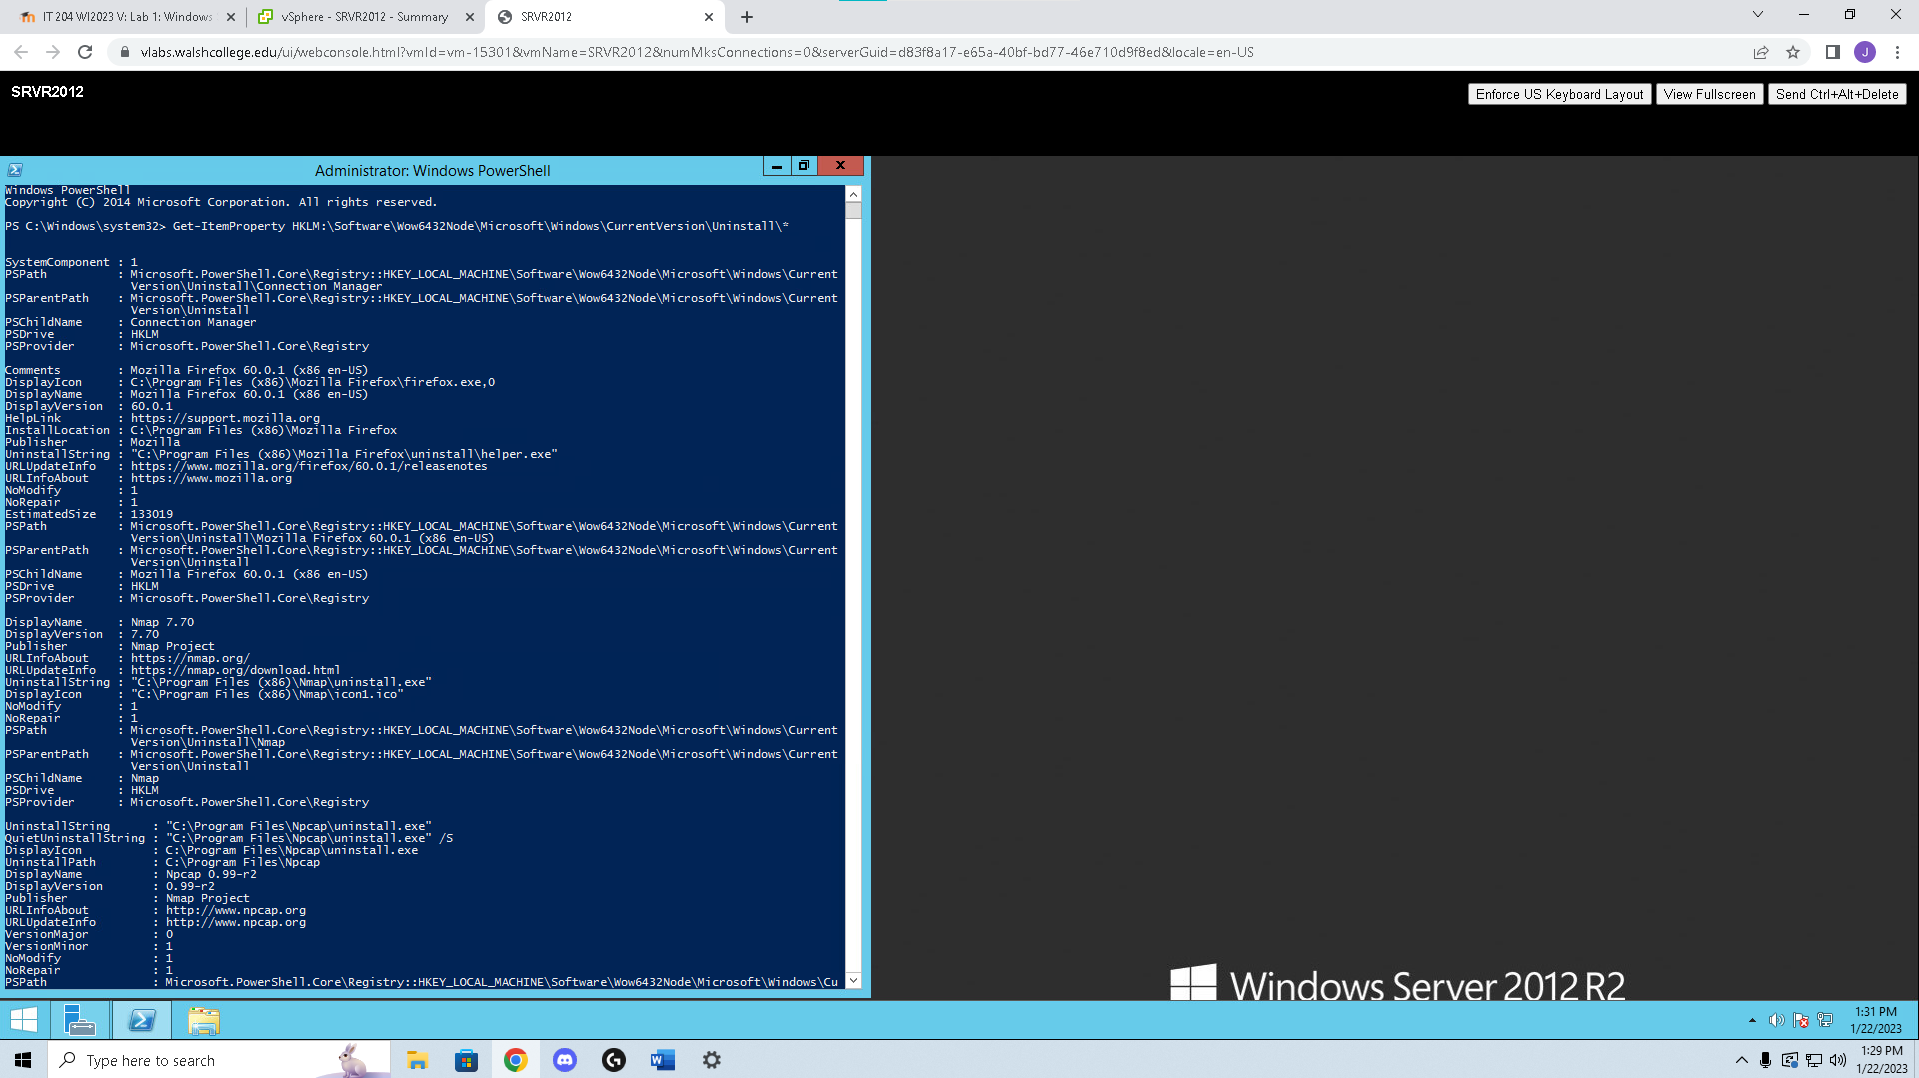 IT 204 WI2023 V: Lab 1: Windows
vSphere - SRVR2012 - Summary
SRVR2012
vlabs.walshcollege.edu/ui/webconsole.html?vmId=vm-15301&vmName=SRVR2012&numMksConnections=0&serverGuid=d83f8a17-e65a-40bf-bd77-46e710d9f8ed&locale=en-US
J
SRVR2012
Enforce US Keyboard Layout
View Fullscreen
Send Ctrl+Alt+Delete
Administrator: Windows PowerShell
Windows PowerShell
Copyright (C) 2014 Microsoft Corporation. All rights reserved.
PS C:\Windows\system32> Get-ItemProperty HKLM:\Software\Wow6432Node\Microsoft\Windows\CurrentVersion\Uninstall\*
SystemComponent : 1
PSPath : Microsoft.PowerShell.Core\Registry::HKEY_LOCAL_MACHINE\Software\Wow6432Node\Microsoft\Windows\Current
Version\Uninstall\Connection Manager
PSParentPath : Microsoft.PowerShell.Core\Registry::HKEY_LOCAL_MACHINE\Software\Wow6432Node\Microsoft\Windows\Current
Version\Uninstall
PSChildName : Connection Manager
PSDrive : HKLM
PSProvider : Microsoft.PowerShell.Core\Registry
Comments : Mozilla Firefox 60.0.1 (x86 en-US)
DisplayIcon : C:\Program Files (x86)\Mozilla Firefox\firefox.exe,0
DisplayName : Mozilla Firefox 60.0.1 (x86 en-US)
DisplayVersion : 60.0.1
HelpLink : https://support.mozilla.org
InstallLocation : C:\Program Files (x86)\Mozilla Firefox
Publisher : Mozilla
UninstallString : "C:\Program Files (x86)\Mozilla Firefox\uninstall\helper.exe"
URLUpdateInfo : https://www.mozilla.org/firefox/60.0.1/releasenotes
URLInfoAbout : https://www.mozilla.org
NoModify : 1
NoRepair : 1
EstimatedSize : 133019
PSPath : Microsoft.PowerShell.Core\Registry::HKEY_LOCAL_MACHINE\Software\Wow6432Node\Microsoft\Windows\Current
Version\Uninstall\Mozilla Firefox 60.0.1 (x86 en-US)
PSParentPath : Microsoft.PowerShell.Core\Registry::HKEY_LOCAL_MACHINE\Software\Wow6432Node\Microsoft\Windows\Current
Version\Uninstall
PSChildName : Mozilla Firefox 60.0.1 (x86 en-US)
PSDrive : HKLM
PSProvider : Microsoft.PowerShell.Core\Registry
DisplayName : Nmap 7.70
DisplayVersion : 7.70
Publisher : Nmap Project
URLInfoAbout : https://nmap.org/
URLUpdateInfo : https://nmap.org/download.html
UninstallString : "C:\Program Files (x86)\Nmap\uninstall.exe"
DisplayIcon : "C:\Program Files (x86)\Nmap\icon1.ico"
NoModify : 1
NoRepair : 1
PSPath : Microsoft.PowerShell.Core\Registry::HKEY_LOCAL_MACHINE\Software\Wow6432Node\Microsoft\Windows\Current
Version\Uninstall\Nmap
PSParentPath : Microsoft.PowerShell.Core\Registry::HKEY_LOCAL_MACHINE\Software\Wow6432Node\Microsoft\Windows\Current
Version\Uninstall
PSChildName : Nmap
PSDrive : HKLM
PSProvider : Microsoft.PowerShell.Core\Registry
UninstallString : "C:\Program Files\Npcap\uninstall.exe"
QuietUninstallString : "C:\Program Files\Npcap\uninstall.exe" /S
DisplayIcon : C:\Program Files\Npcap\uninstall.exe
UninstallPath : C:\Program Files\Npcap
DisplayName : Npcap 0.99-r2
DisplayVersion : 0.99-r2
Publisher : Nmap Project
URLInfoAbout : http://www.npcap.org
URLUpdateInfo : http://www.npcap.org
VersionMajor : 0
VersionMinor : 1
NoModify : 1
NoRepair : 1
PSPath : Microsoft.PowerShell.Core\Registry::HKEY_LOCAL_MACHINE\Software\Wow6432Node\Microsoft\Windows\Cu
Windows Server 2012 R2
1:31 PM
1/22/2023
Type here to search
1:29 PM
1/22/2023